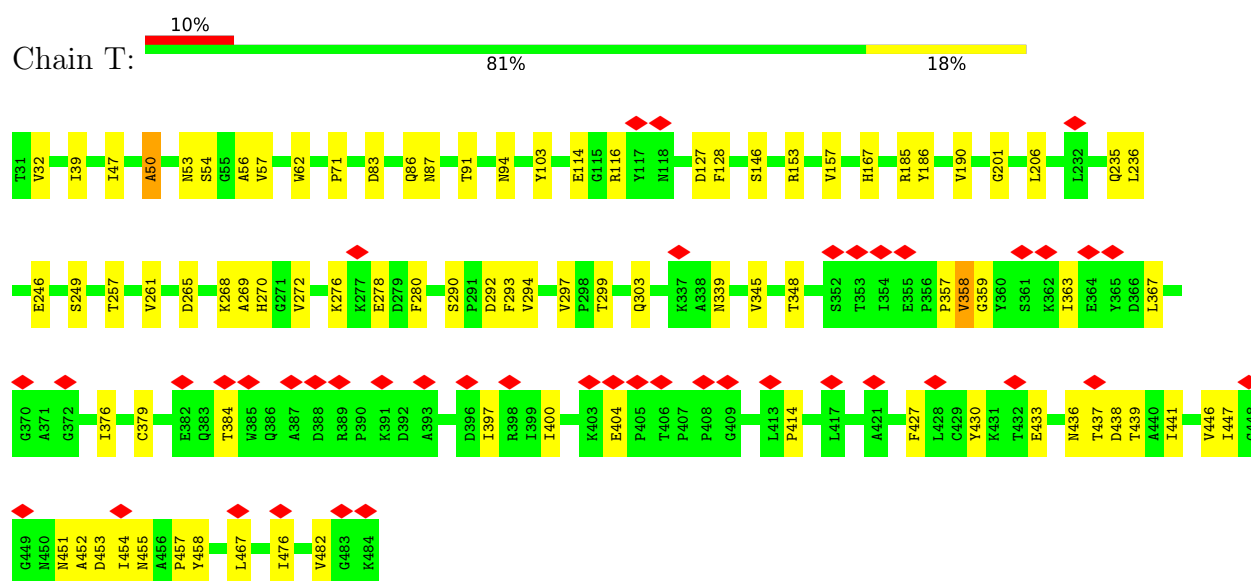 10%
Chain T:
81% 18%
T31 V32 I39 I47 A50 N53 S54 G55 A56 V57 W62 P71 D83 Q86 N87 T91 N94 Y103 E114 G115 R116 Y117 N118 D127 F128 S146 R153 V157 H167 R185 Y186 V190 G201 L206 L232 Q235 L236
E246 S249 T257 V261 D265 K268 A269 H270 G271 V272 K276 K277 E278 D279 F280 S290 P291 D292 F293 V294 V297 P298 T299 Q303 K337 A338 N339 V345 T348 S352 T353 I354 E355 P356 P357 V358 G359 Y360 S361 K362 I363 E364 Y365 D366 L367
G370 A371 G372 I376 C379 E382 Q383 T384 W385 Q386 A387 D388 R389 P390 K391 D392 A393 D396 I397 R398 I399 I400 K403 E404 P405 T406 P407 P408 G409 L413 P414 L417 A421 F427 L428 C429 Y430 K431 T432 E433 N436 T437 D438 T439 A440 I441 V446 I447 G448
G449 N450 N451 A452 D453 I454 N455 A456 P457 Y458 L467 I476 V482 G483 K484